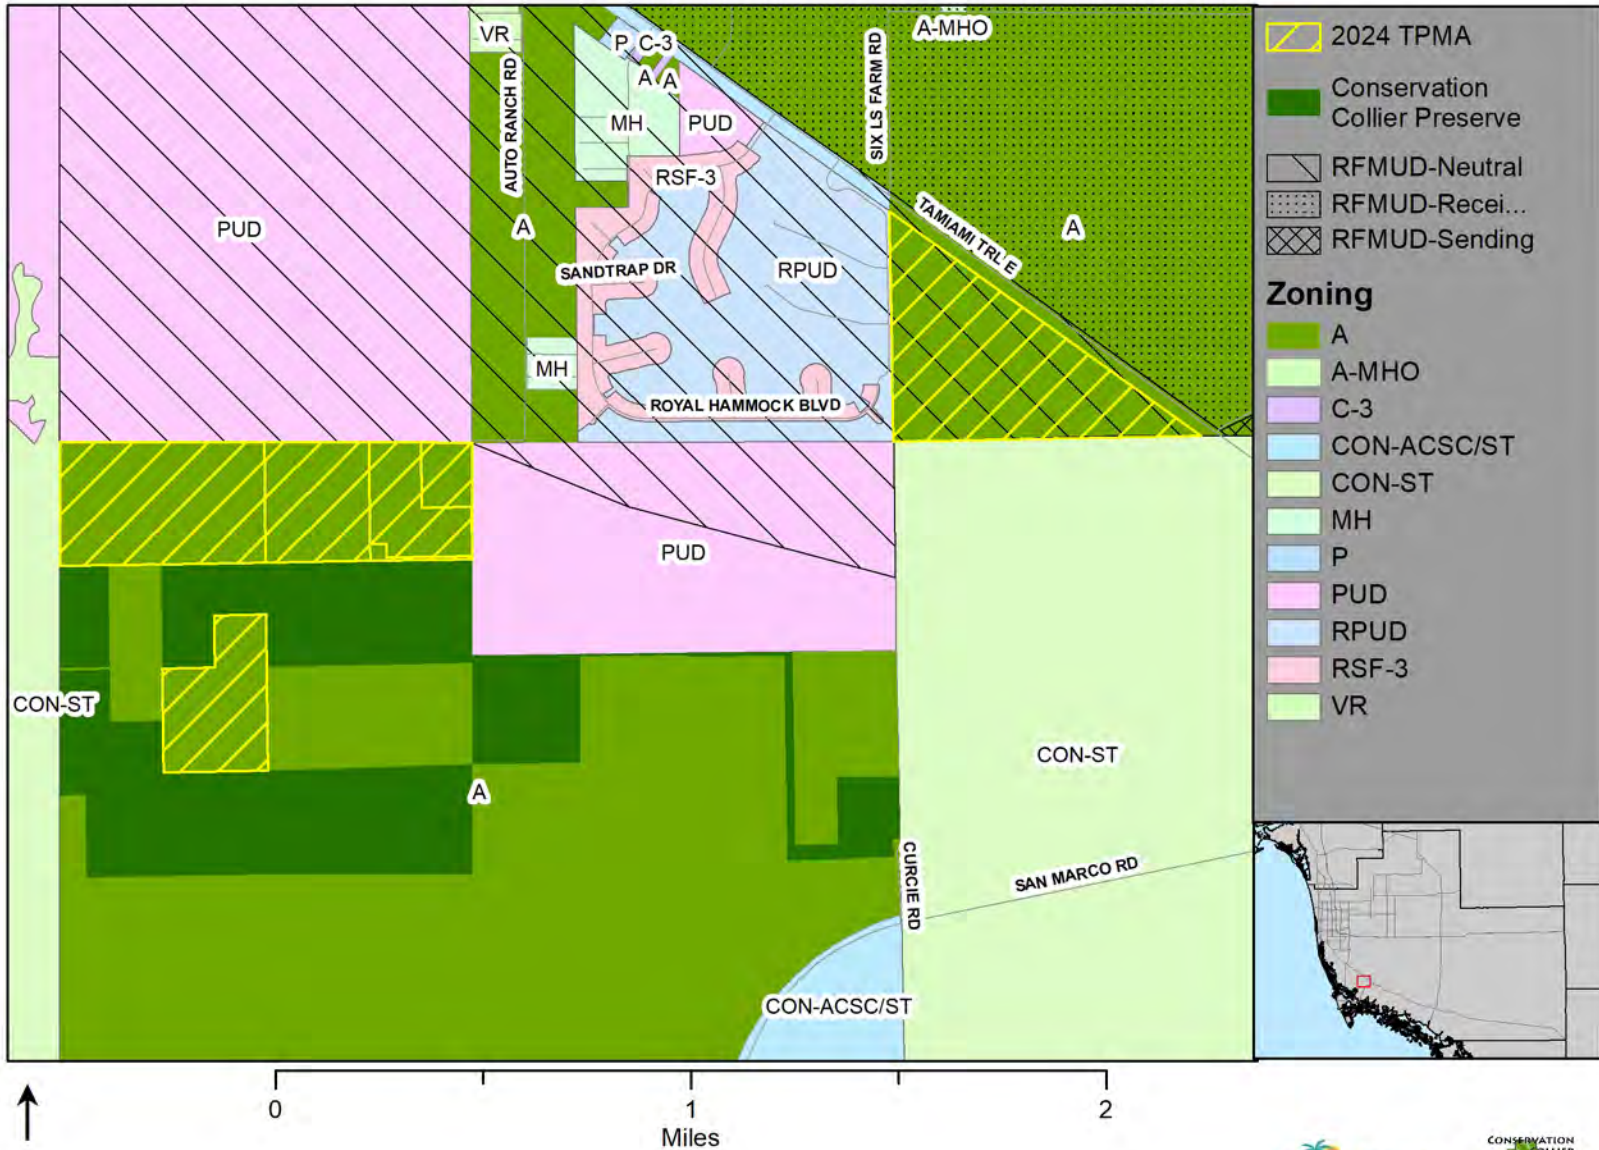 VR
P
C-3
A-MHO
A
A
AUTO RANCH RD
SIX LS FARM RD
MH
PUD
RSF-3
PUD
A
TAMIAMI TRL E
A
SANDTRAP DR
RPUD
MH
ROYAL HAMMOCK BLVD
PUD
CON-ST
CON-ST
A
CURCIE RD
SAN MARCO RD
CON-ACSC/ST
0
1
2
Miles
2024 TPMA
Conservation
Collier Preserve
RFMUD-Neutral
RFMUD-Recei...
RFMUD-Sending
Zoning
A
A-MHO
C-3
CON-ACSC/ST
CON-ST
MH
P
PUD
RPUD
RSF-3
VR
CONSERVATION